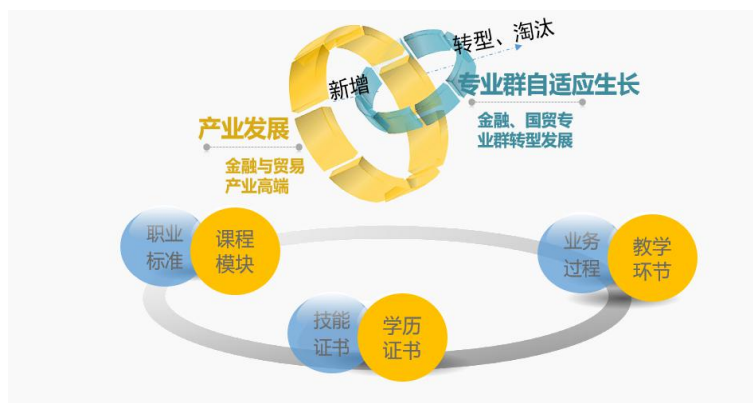 转型、淘汰
新增
专业群自适应生长
金融、国贸专
业群转型发展
产业发展
金融与贸易
产业高端
职业
标准
课程
模块
业务
过程
教学
环节
技能
证书
学历
证书